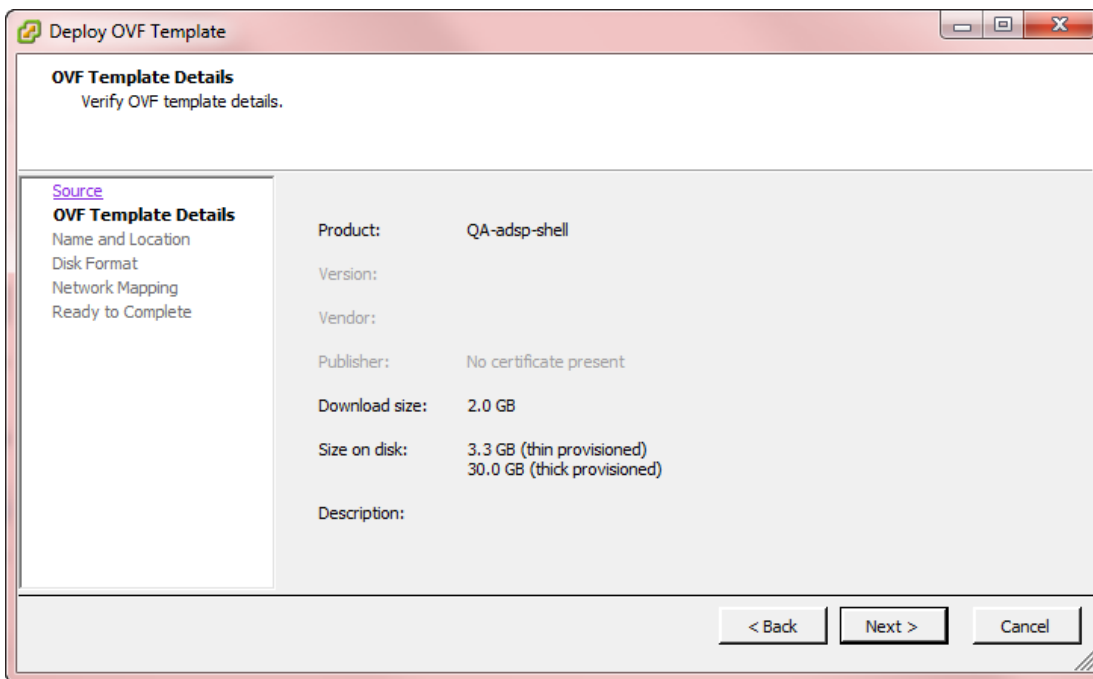 Deploy OVF Template
OVF Template Details
Verify OVF template details.
Source
OVF Template Details
Name and Location
Disk Format
Network Mapping
Ready to Complete
Product: QA-adsp-shell
Version:
Vendor:
Publisher: No certificate present
Download size: 2.0 GB
Size on disk: 3.3 GB (thin provisioned)
30.0 GB (thick provisioned)
Description:
< Back Next > Cancel